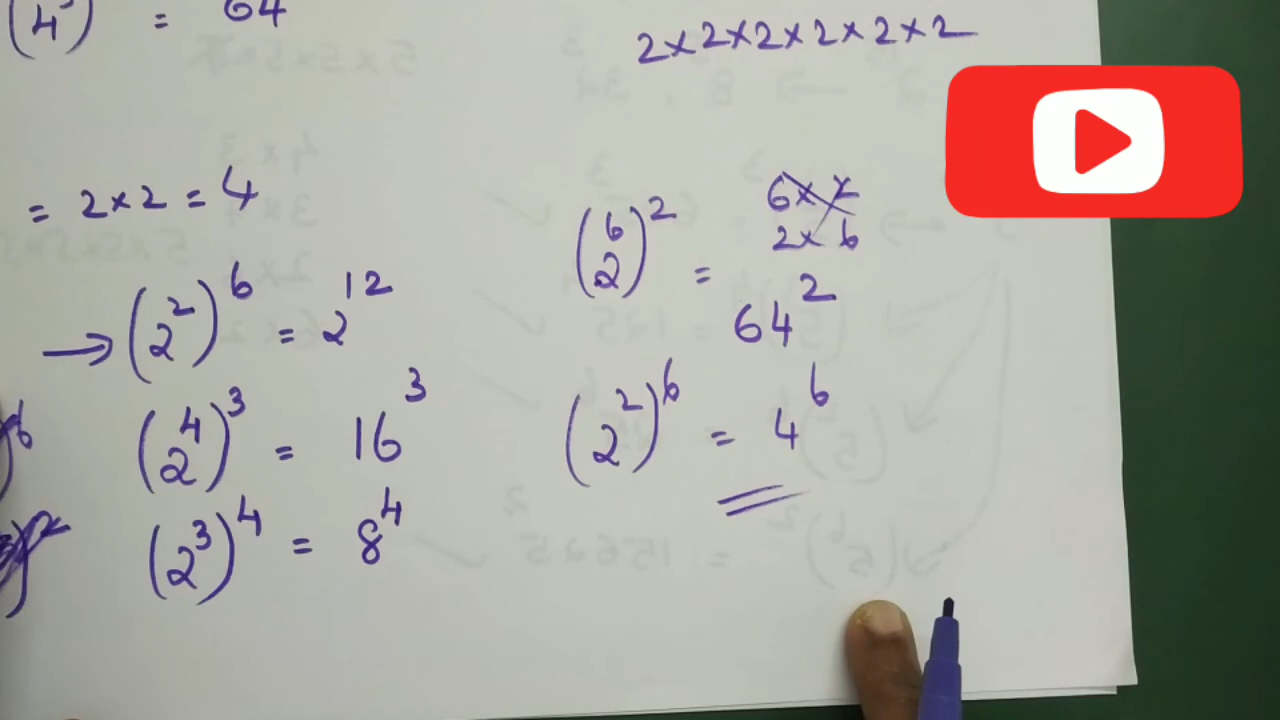 (4³) = 64
2×2×2×2×2×2
= 2×2 = 4
→ (2²)⁶ = 2¹²
(2⁴)³ = 16³
(2³)⁴ = 8⁴
6
6×2
2×6
(2⁶)² = 64²
(2²)⁶ = 4⁶